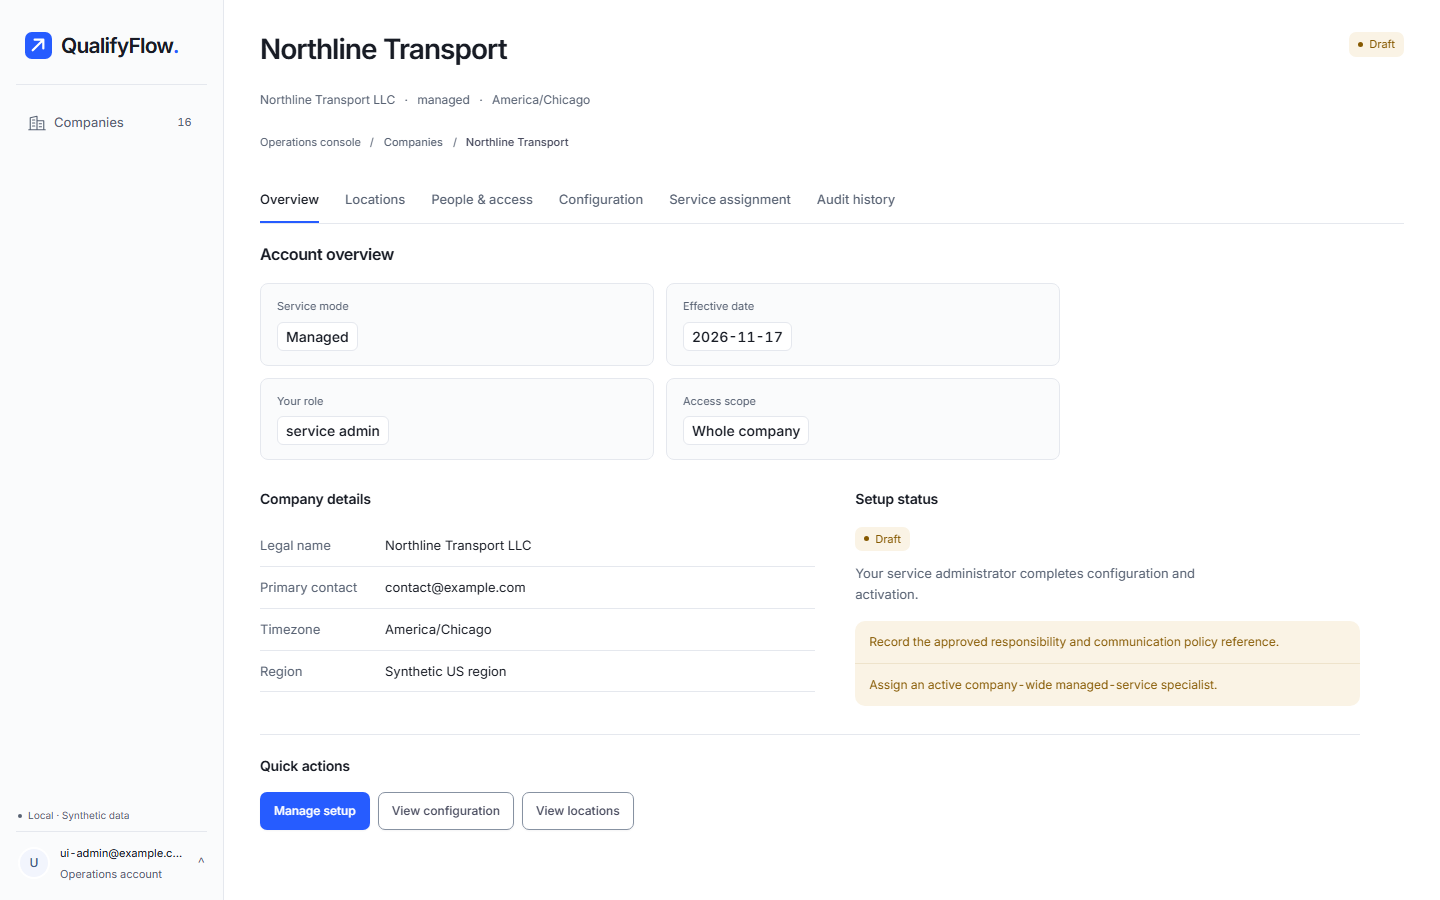 QualifyFlow.
Companies 16
Local · Synthetic data
U
ui-admin@example.c...
Operations account
Northline Transport
Draft
Northline Transport LLC · managed · America/Chicago
Operations console / Companies / Northline Transport
Overview Locations People & access Configuration Service assignment Audit history
Account overview
Service mode
Managed
Effective date
2026-11-17
Your role
service admin
Access scope
Whole company
Company details
Legal name Northline Transport LLC
Primary contact contact@example.com
Timezone America/Chicago
Region Synthetic US region
Setup status
Draft
Your service administrator completes configuration and
activation.
Record the approved responsibility and communication policy reference.
Assign an active company-wide managed-service specialist.
Quick actions
Manage setup View configuration View locations